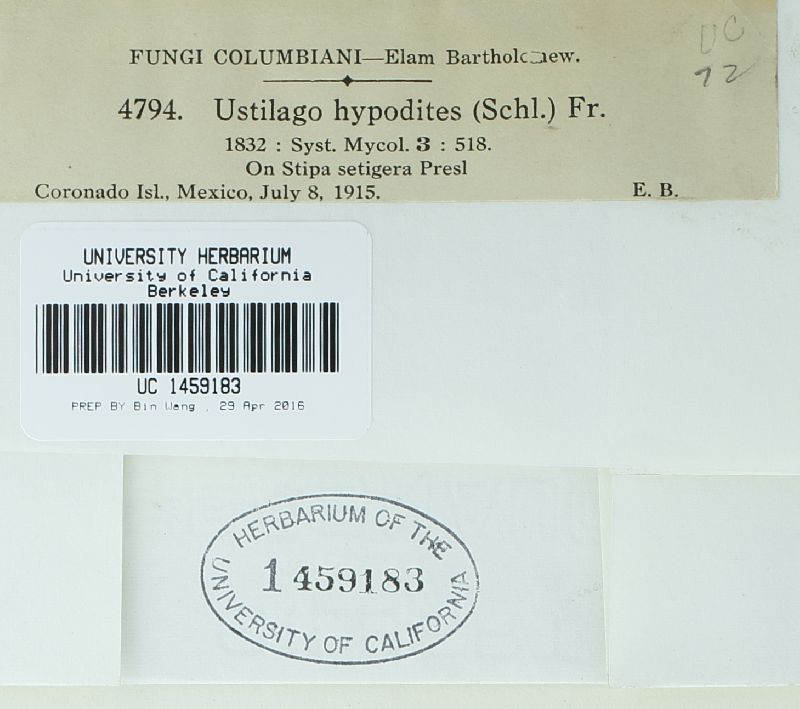 UC
72
FUNGI COLUMBIANI—Elam Bartholomew.
4794. Ustilago hypodites (Schl.) Fr.
1832 : Syst. Mycol. 3 : 518.
On Stipa setigera Presl
Coronado Isl., Mexico, July 8, 1915. E. B.
UNIVERSITY HERBARIUM
University of California
Berkeley
UC 1459183
PREP BY Bin Wang , 29 Apr 2016
HERBARIUM OF THE
1459183
UNIVERSITY OF CALIFORNIA